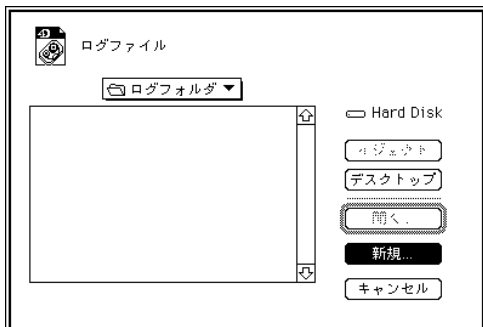 ログファイル
ログフォルダ
Hard Disk
イジェクト
デスクトップ
開く...
新規...
キャンセル